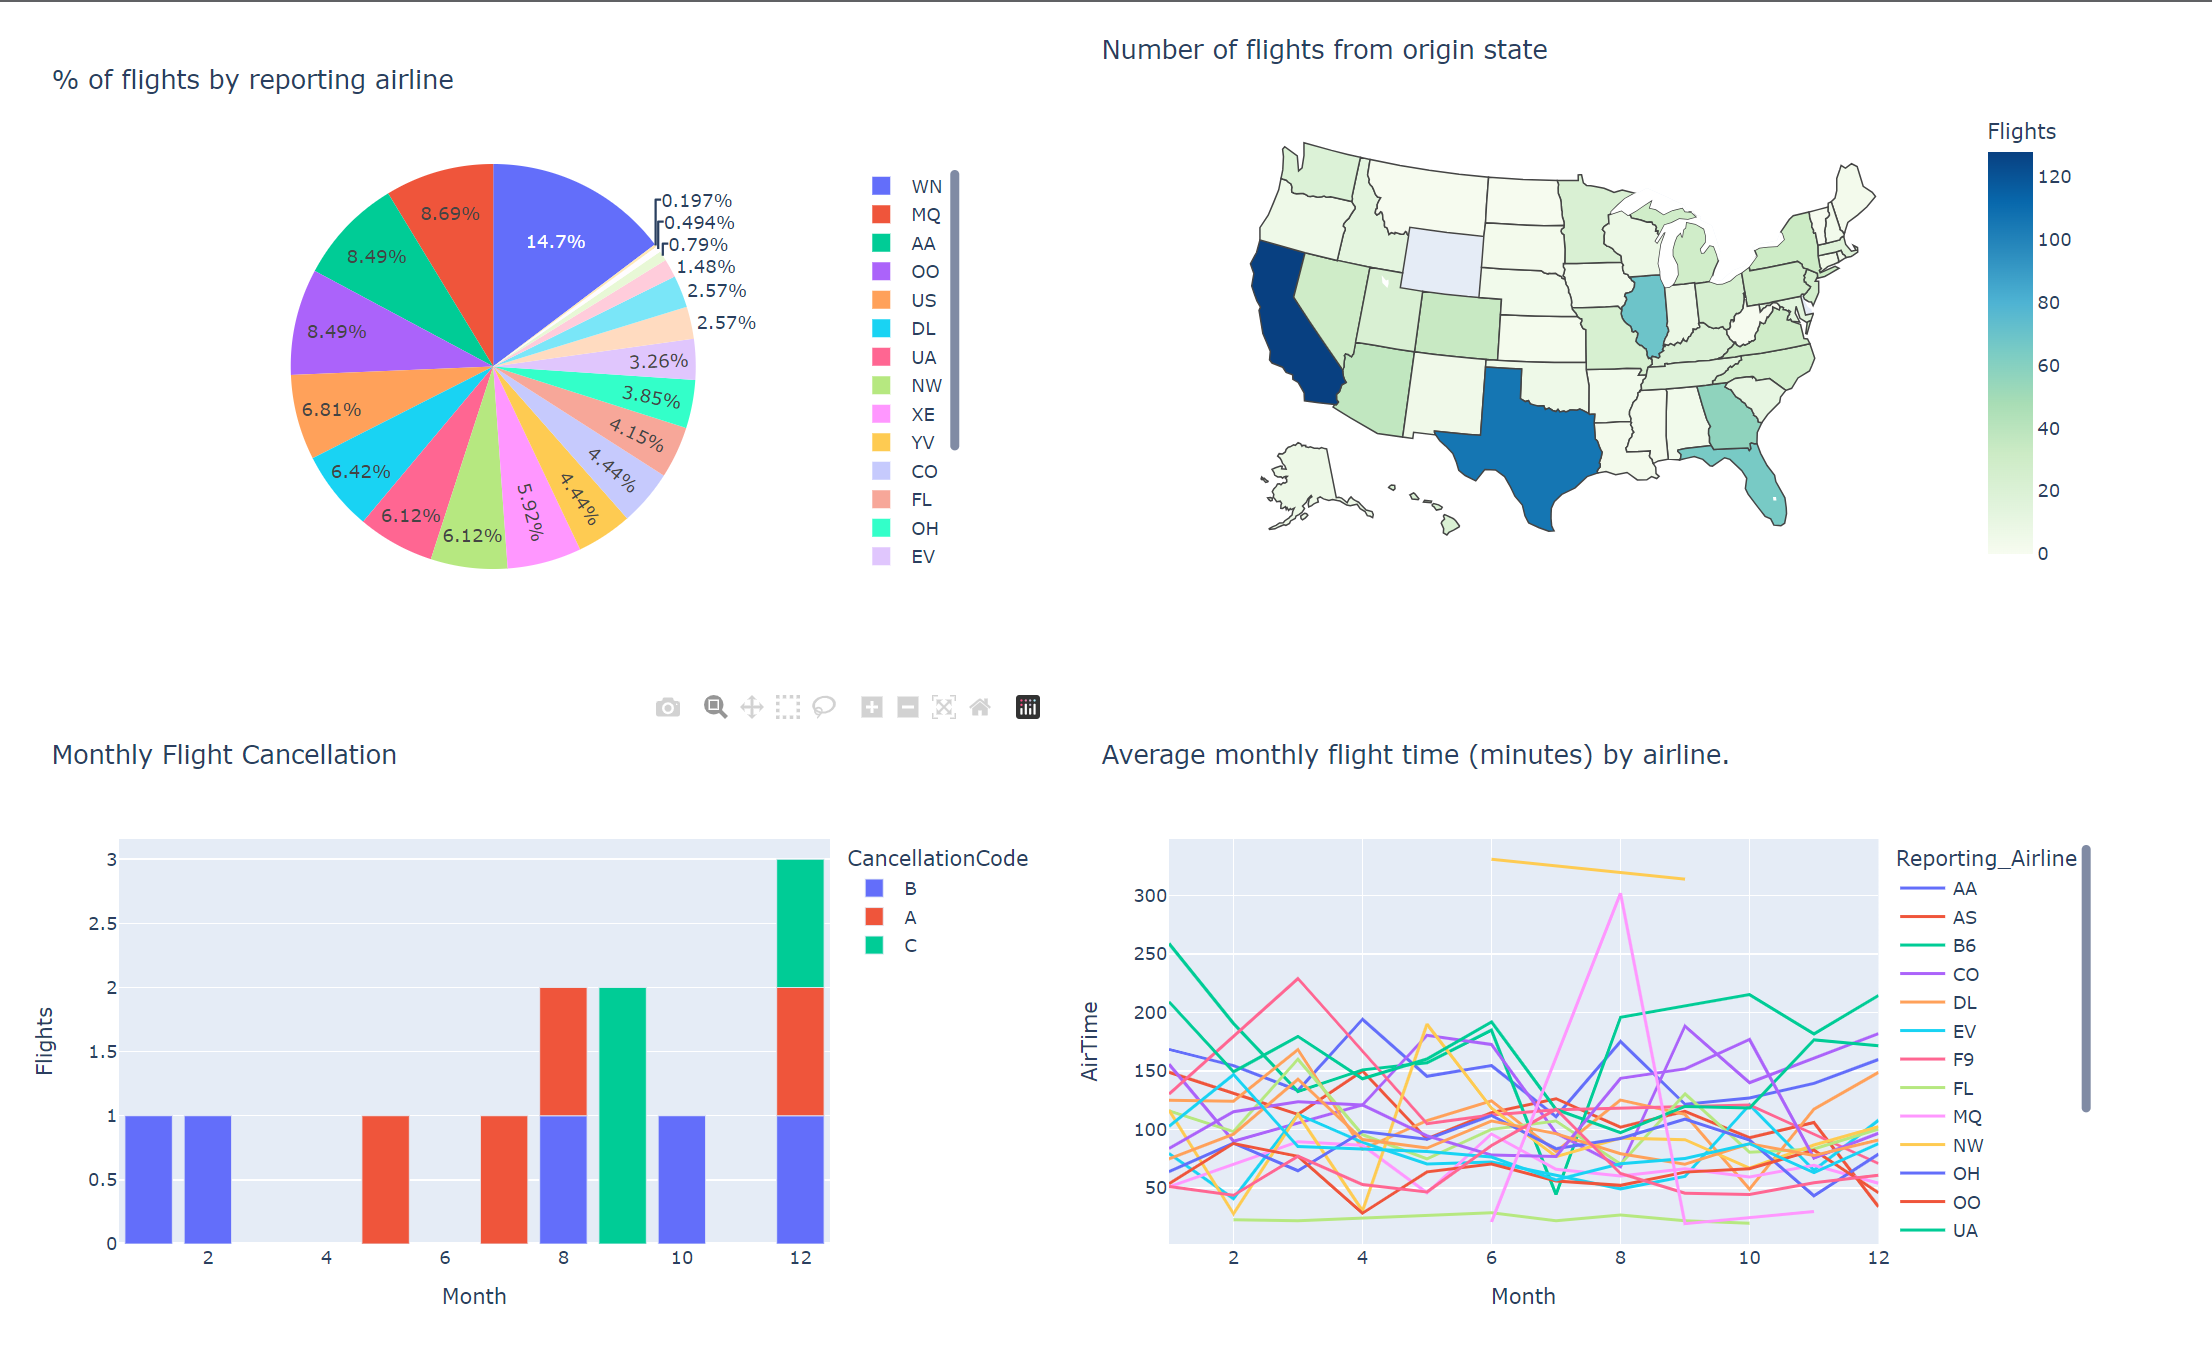 % of flights by reporting airline
14.7%
8.69%
8.49%
8.49%
6.81%
6.42%
6.12%
6.12%
5.92%
4.44%
4.44%
4.15%
3.85%
3.26%
2.57%
2.57%
1.48%
0.79%
0.494%
0.197%
WN
MQ
AA
OO
US
DL
UA
NW
XE
YV
CO
FL
OH
EV
Number of flights from origin state
Flights
120
100
80
60
40
20
0
Monthly Flight Cancellation
Flights
3
2.5
2
1.5
1
0.5
0
2 4 6 8 10 12
Month
CancellationCode
B
A
C
Average monthly flight time (minutes) by airline.
AirTime
300
250
200
150
100
50
2 4 6 8 10 12
Month
Reporting_Airline
AA
AS
B6
CO
DL
EV
F9
FL
MQ
NW
OH
OO
UA